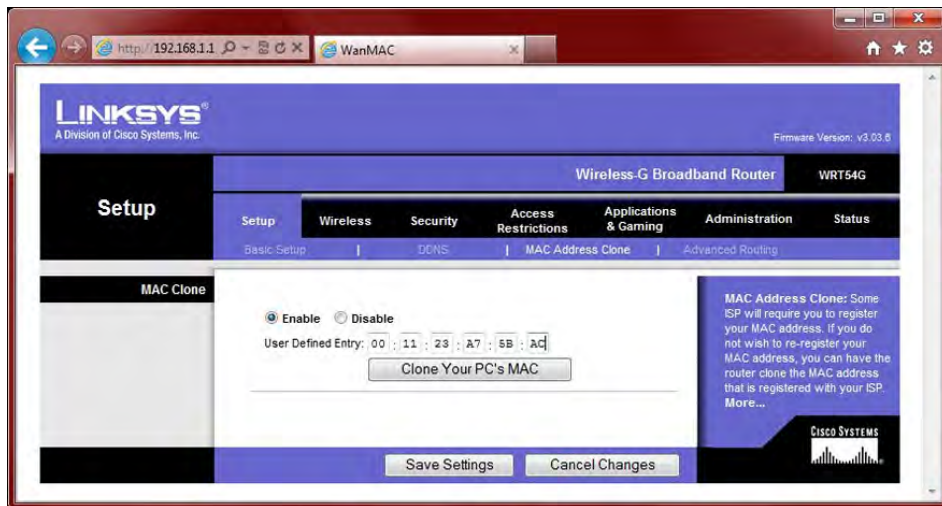 http://192.168.1.1
WanMAC
LINKSYS®
A Division of Cisco Systems, Inc.
Firmware Version: v3.03.6
Wireless-G Broadband Router
WRT54G
Setup
Setup
Wireless
Security
Access Restrictions
Applications & Gaming
Administration
Status
Basic Setup | DDNS | MAC Address Clone | Advanced Routing
MAC Clone
Enable Disable
User Defined Entry: 00 : 11 : 23 : A7 : 5B : AC
Clone Your PC's MAC
MAC Address Clone: Some
ISP will require you to register
your MAC address. If you do
not wish to re-register your
MAC address, you can have the
router clone the MAC address
that is registered with your ISP.
More...
CISCO SYSTEMS
Save Settings
Cancel Changes